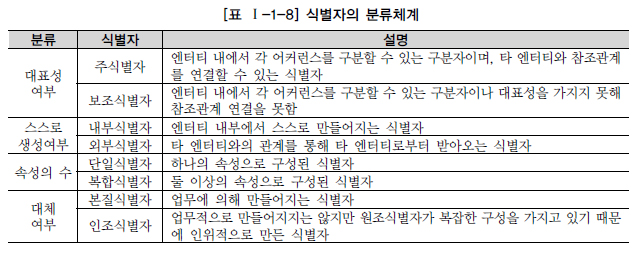 [표 Ⅰ-1-8] 식별자의 분류체계
분류 식별자 설명
대표성 여부
주식별자
엔터티 내에서 각 어커런스를 구분할 수 있는 구분자이며, 타 엔터티와 참조관계
를 연결할 수 있는 식별자
보조식별자
엔터티 내에서 각 어커런스를 구분할 수 있는 구분자이나 대표성을 가지지 못해
참조관계 연결을 못함
스스로
생성여부
내부식별자 엔터티 내부에서 스스로 만들어지는 식별자
외부식별자 타 엔터티와의 관계를 통해 타 엔터티로부터 받아오는 식별자
속성의 수
단일식별자 하나의 속성으로 구성된 식별자
복합식별자 둘 이상의 속성으로 구성된 식별자
대체
여부
본질식별자 업무에 의해 만들어지는 식별자
인조식별자
업무적으로 만들어지지는 않지만 원조식별자가 복잡한 구성을 가지고 있기 때문
에 인위적으로 만든 식별자